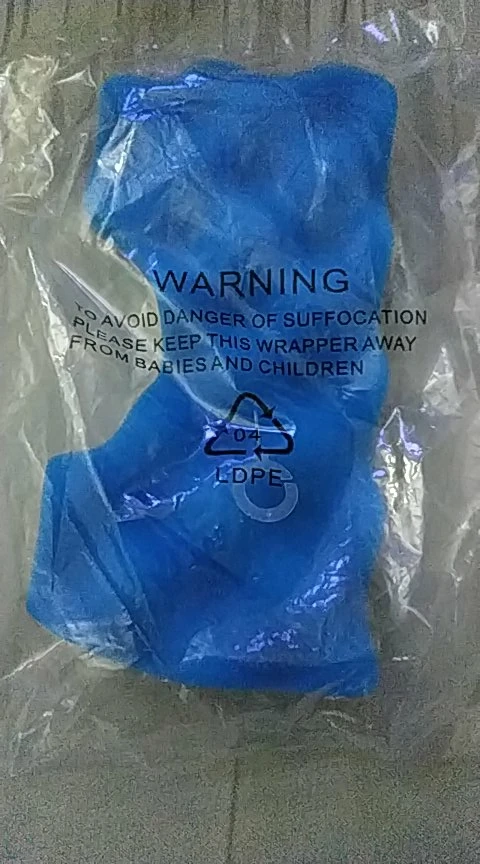 WARNING
TO AVOID DANGER OF SUFFOCATION
PLEASE KEEP THIS WRAPPER AWAY
FROM BABIES AND CHILDREN
04
LDPE